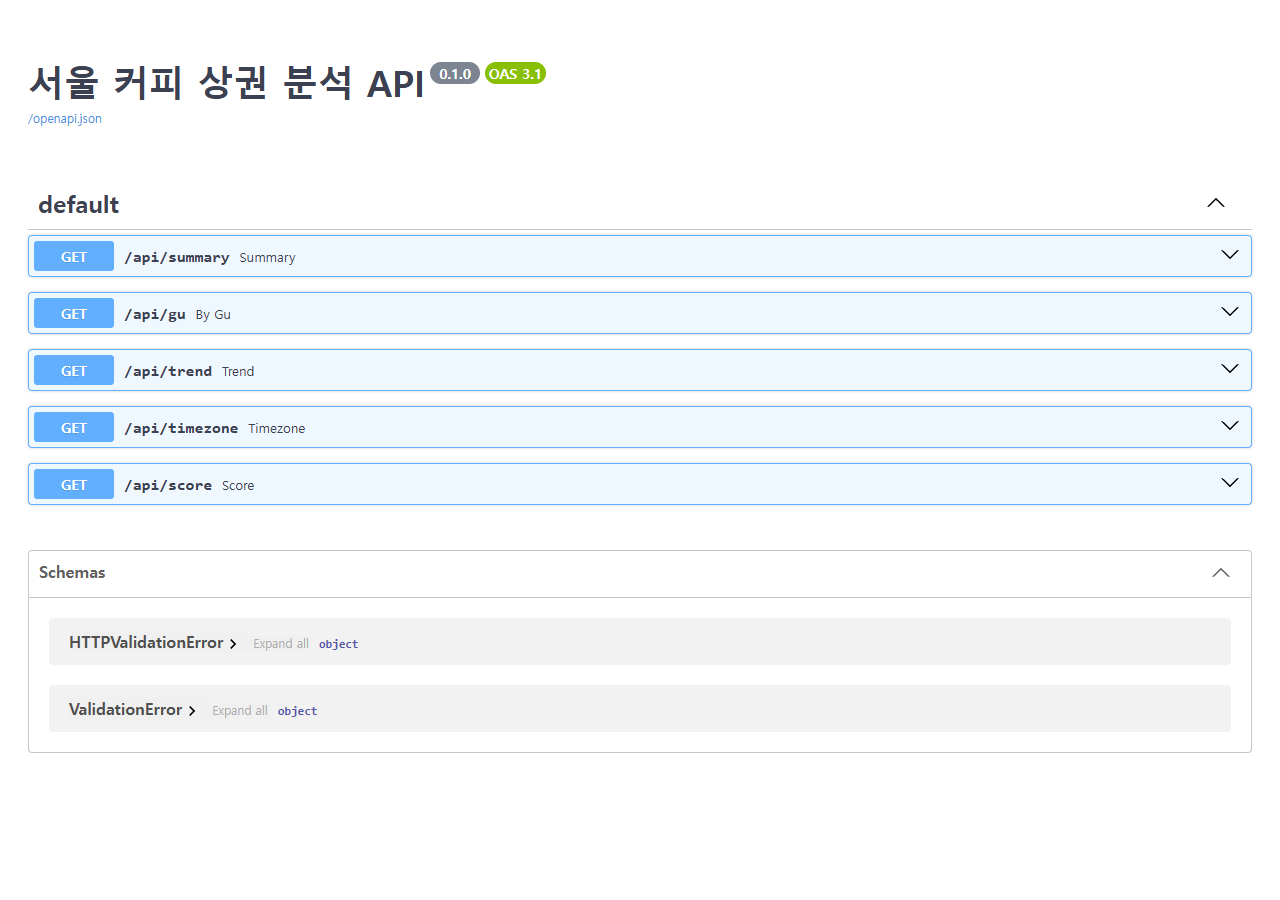 서울 커피 상권 분석 API 0.1.0 OAS 3.1
/openapi.json
default
GET /api/summary Summary
GET /api/gu By Gu
GET /api/trend Trend
GET /api/timezone Timezone
GET /api/score Score
Schemas
HTTPValidationError Expand all object
ValidationError Expand all object